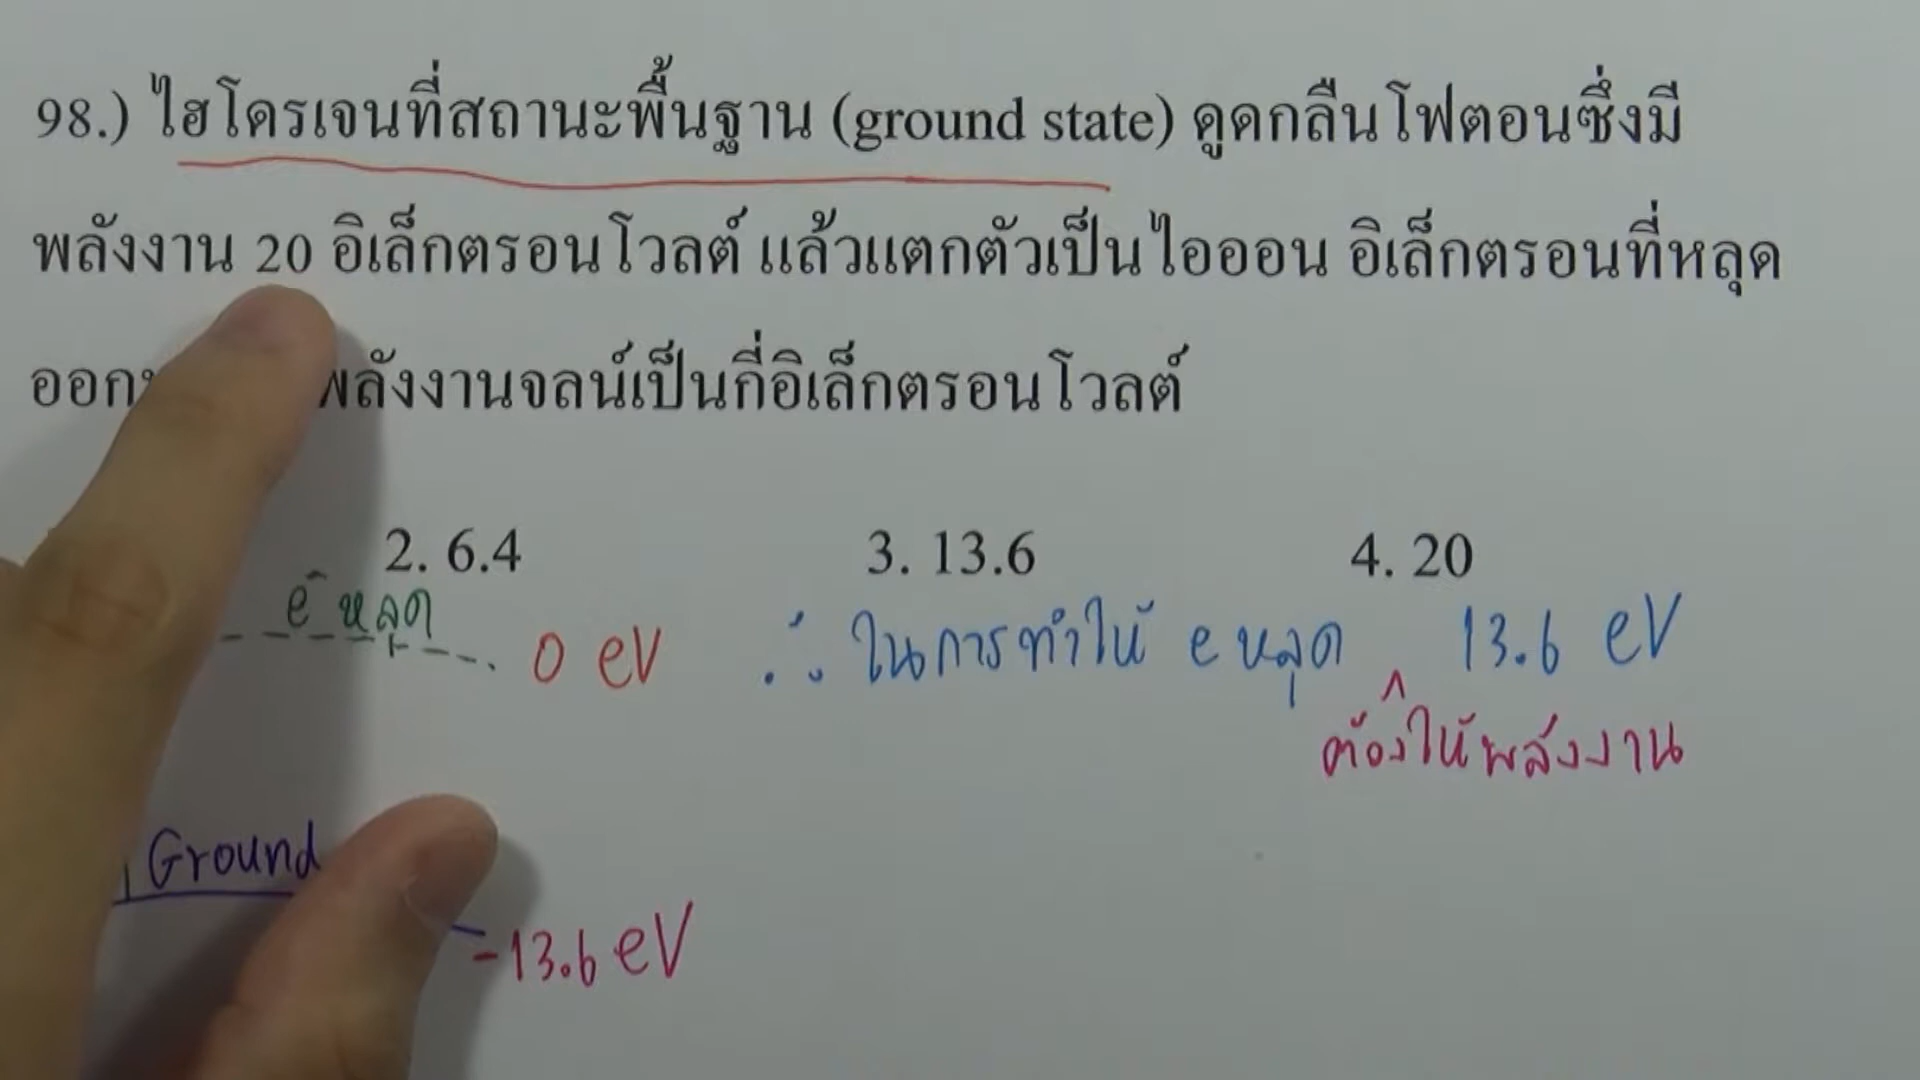 98.) ไฮโดรเจนที่สถานะพื้นฐาน (ground state) ดูดกลืนโฟตอนซึ่งมี
พลังงาน 20 อิเล็กตรอนโวลต์ แล้วแตกตัวเป็นไอออน อิเล็กตรอนที่หลุด
ออก พลังงานจลน์เป็นกี่อิเล็กตรอนโวลต์
2. 6.4 3. 13.6 4. 20
e⁻ หลุด
0 eV ∴ ในการทำให้ e หลุด ^ 13.6 eV
ต้องให้พลังงาน
Ground
-13.6 eV